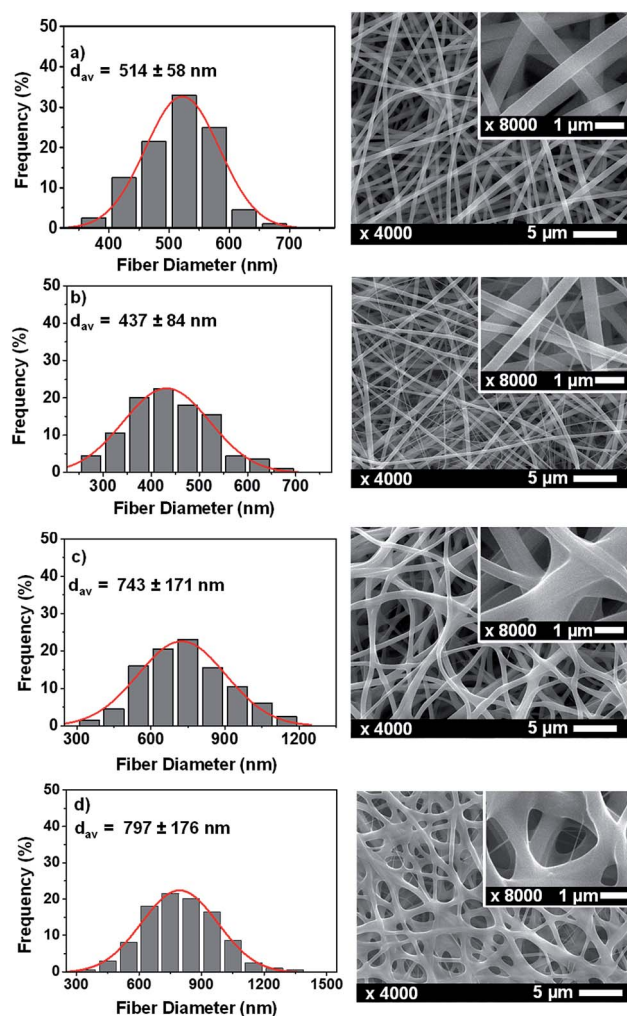 a)
d_av = 514 ± 58 nm
Frequency (%)
50
40
30
20
10
0
400 500 600 700
Fiber Diameter (nm)
x 8000 1 µm
x 4000 5 µm
b)
d_av = 437 ± 84 nm
Frequency (%)
50
40
30
20
10
0
300 400 500 600 700
Fiber Diameter (nm)
x 8000 1 µm
x 4000 5 µm
c)
d_av = 743 ± 171 nm
Frequency (%)
50
40
30
20
10
0
300 600 900 1200
Fiber Diameter (nm)
x 8000 1 µm
x 4000 5 µm
d)
d_av = 797 ± 176 nm
Frequency (%)
50
40
30
20
10
0
300 600 900 1200 1500
Fiber Diameter (nm)
x 8000 1 µm
x 4000 5 µm